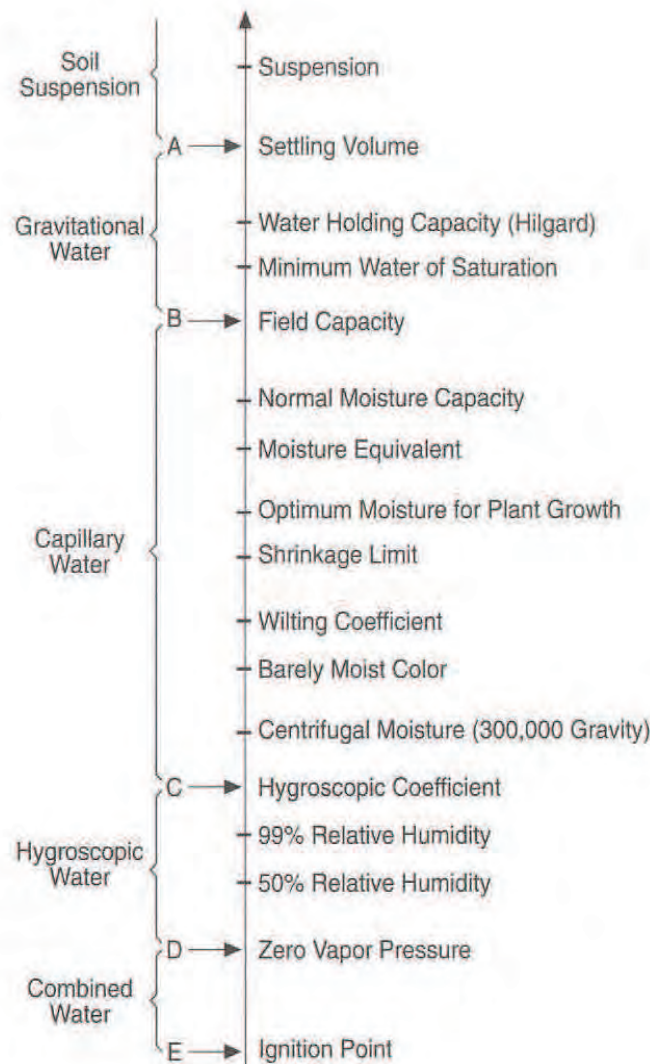 Soil
Suspension
Suspension
A
Settling Volume
Gravitational
Water
Water Holding Capacity (Hilgard)
Minimum Water of Saturation
B
Field Capacity
Normal Moisture Capacity
Moisture Equivalent
Optimum Moisture for Plant Growth
Capillary
Water
Shrinkage Limit
Wilting Coefficient
Barely Moist Color
Centrifugal Moisture (300,000 Gravity)
C
Hygroscopic Coefficient
99% Relative Humidity
Hygroscopic
Water
50% Relative Humidity
D
Zero Vapor Pressure
Combined
Water
E
Ignition Point